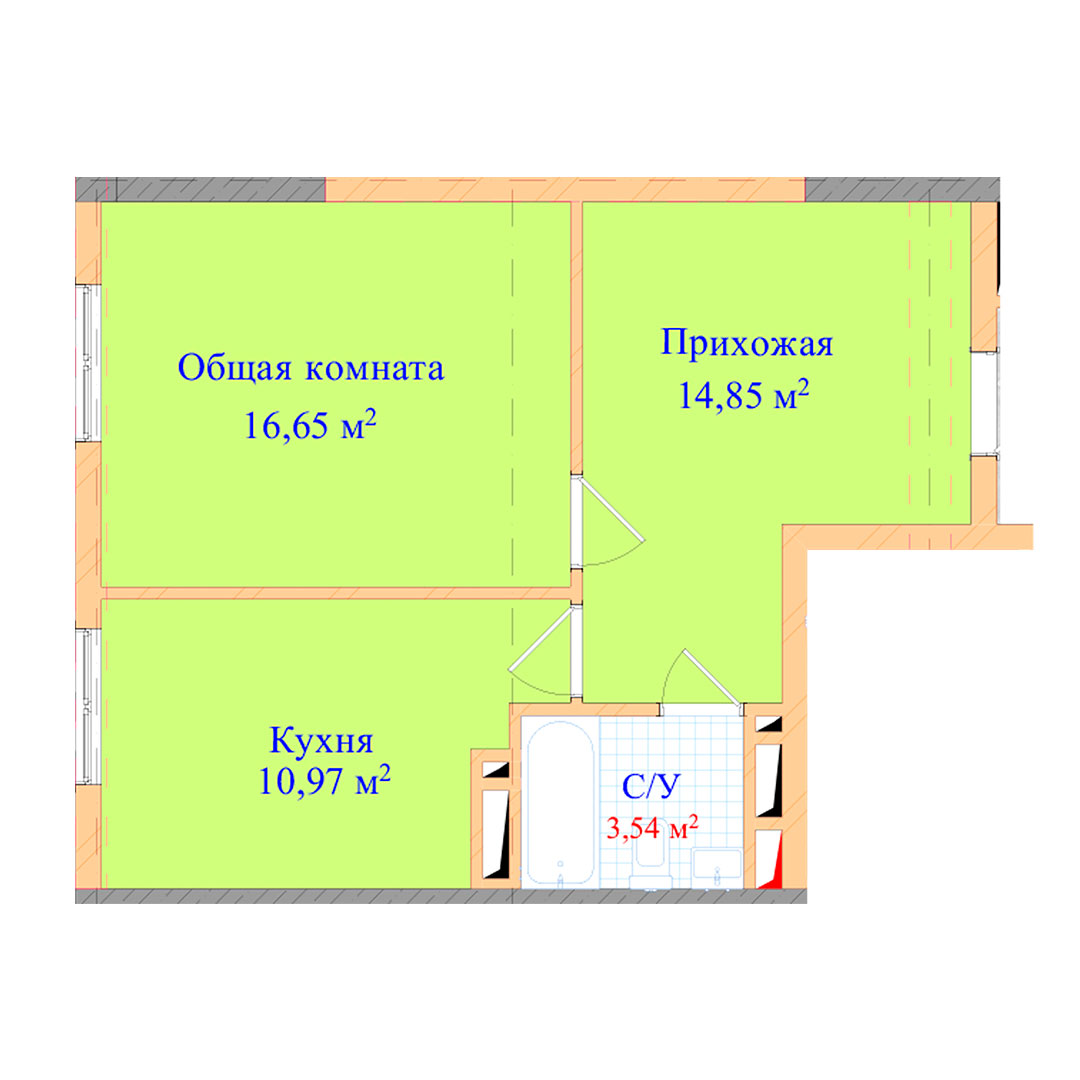 Общая комната
16,65 м²
Прихожая
14,85 м²
Кухня
10,97 м²
С/У
3,54 м²